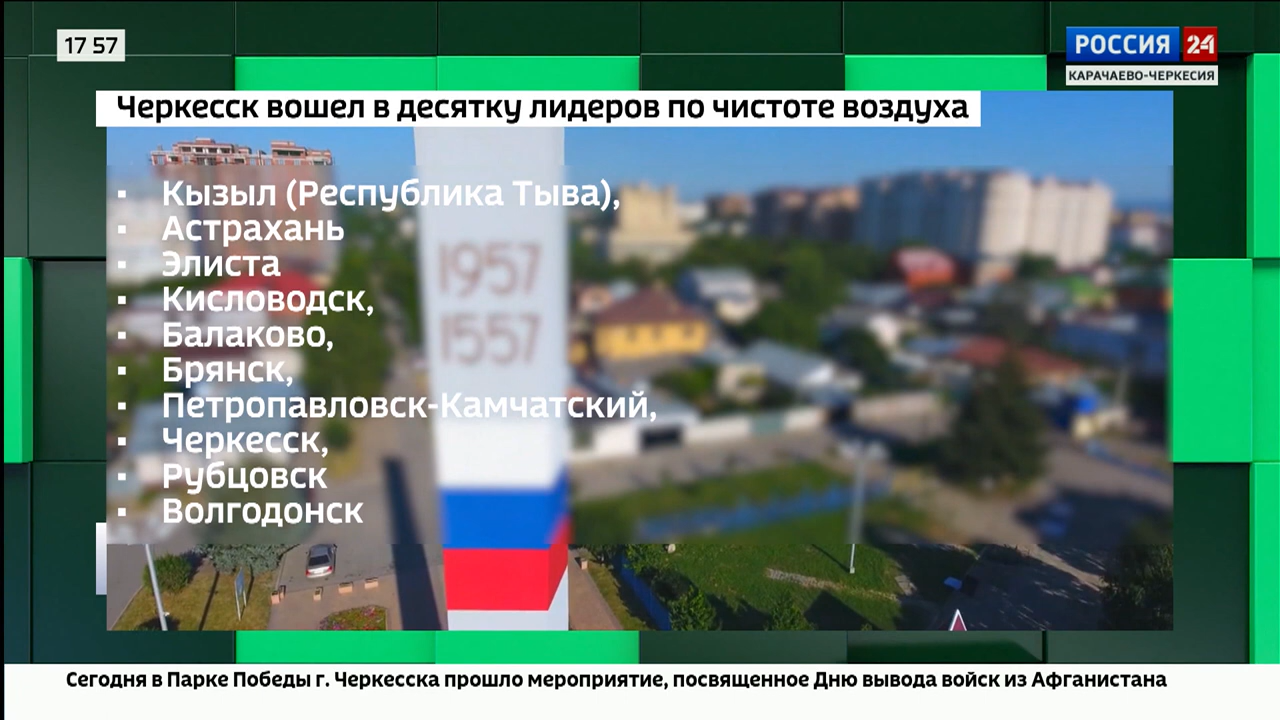 17 57
РОССИЯ 24
КАРАЧАЕВО-ЧЕРКЕСИЯ
Черкесск вошел в десятку лидеров по чистоте воздуха
▪ Кызыл (Республика Тыва),
▪ Астрахань
▪ Элиста
▪ Кисловодск,
▪ Балаково,
▪ Брянск,
▪ Петропавловск-Камчатский,
▪ Черкесск,
▪ Рубцовск
▪ Волгодонск
1957
1557
Сегодня в Парке Победы г. Черкесска прошло мероприятие, посвященное Дню вывода войск из Афганистана